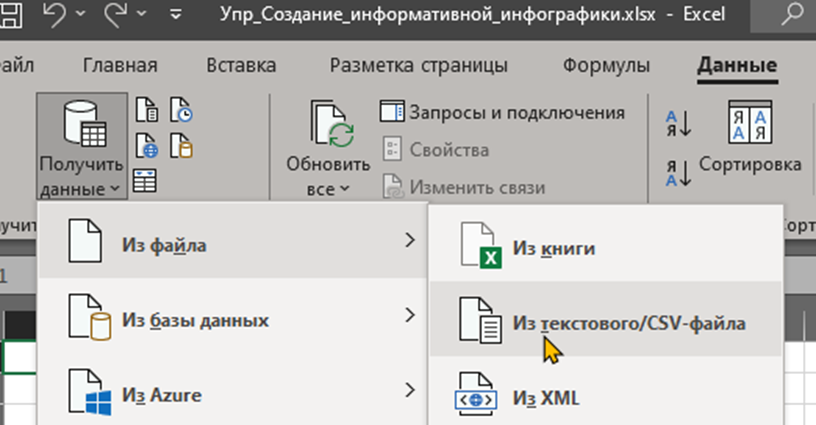 Упр_Создание_информативной_инфографики.xlsx - Excel
айл Главная Вставка Разметка страницы Формулы Данные
Получить данные
Обновить все
Запросы и подключения
Свойства
Изменить связи
А Я
Я А
Я А
А Я
Сортировка
учит
орт
1
Из файла
Из базы данных
Из Azure
Из книги
Из текстового/CSV-файла
Из XML